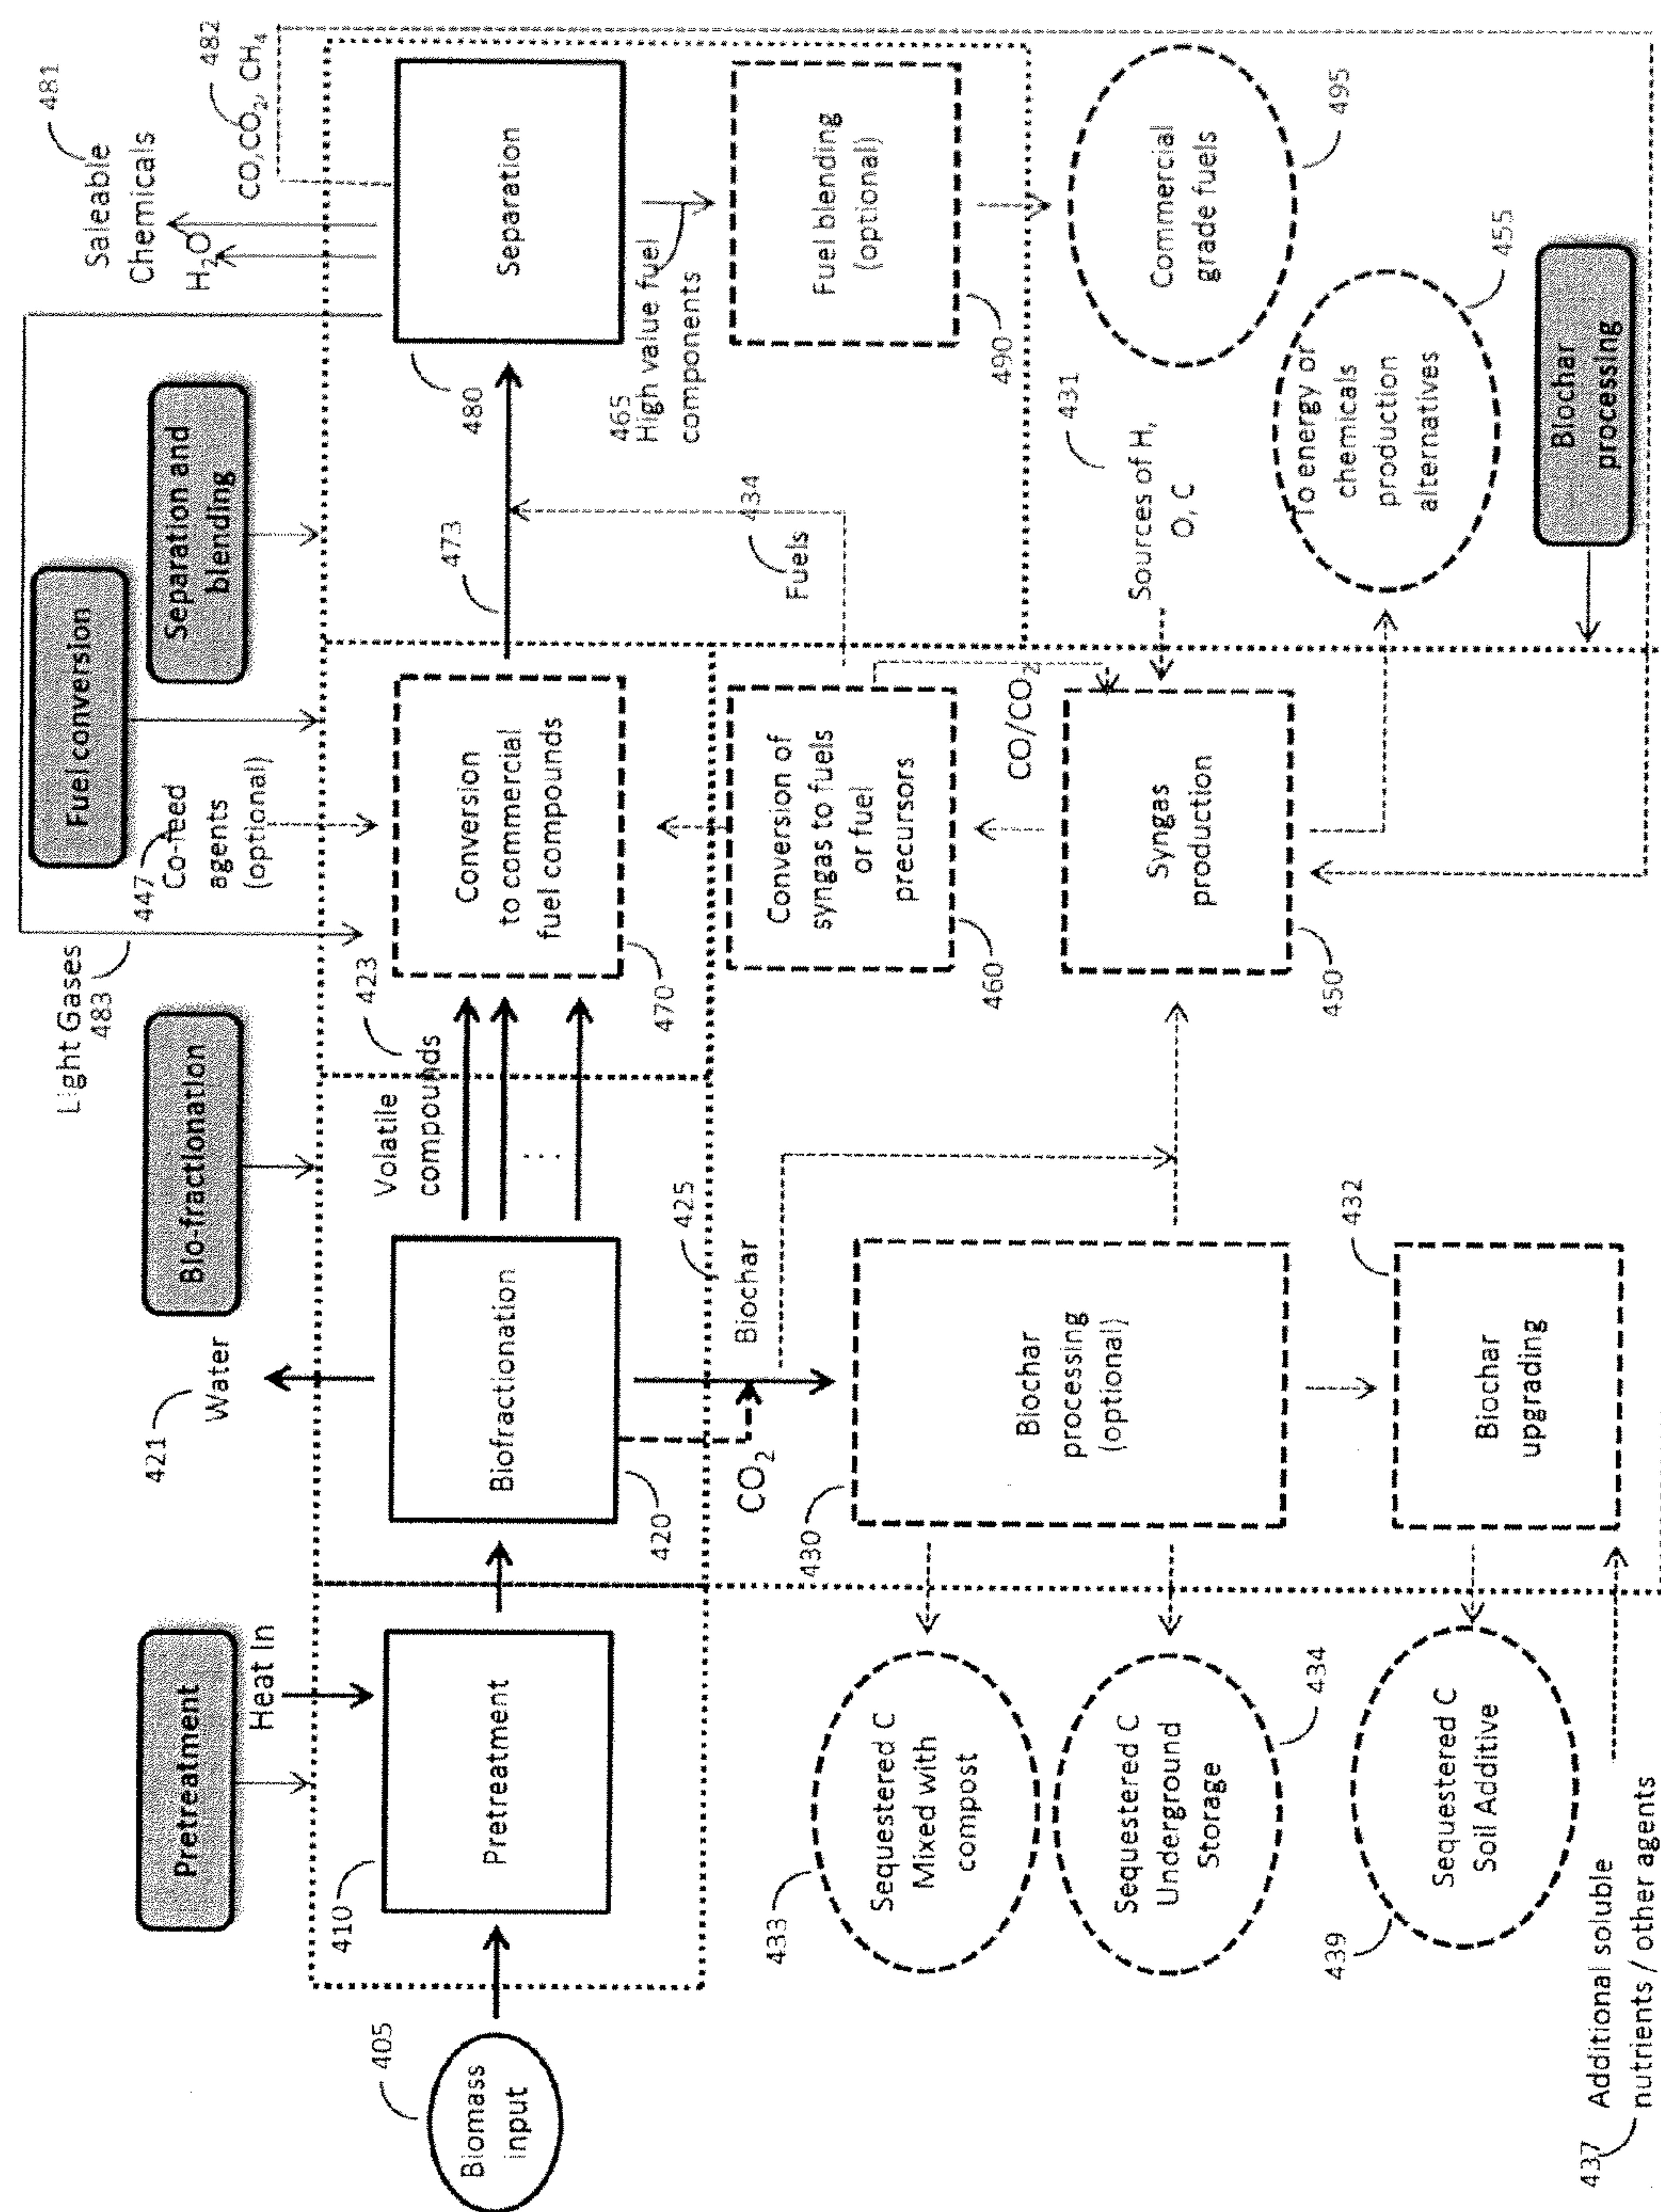 Light Gases
483
Fuel conversion
Separation and
blending
Saleable
Chemicals
481
H2O
CO,CO2, CH4
482
Pretreatment
Heat In
421
Water
Bio-fractionation
447
Co-feed
agents
(optional)
405
Biomass
input
410
Pretreatment
420
Biofractionation
Volatile
compounds
423
...
470
Conversion
to commercial
fuel compounds
473
480
Separation
465
High value fuel
components
CO2
Biochar
425
460
Conversion of
syngas to fuels
or fuel
precursors
Fuels
434
490
Fuel blending
(optional)
433
Sequestered C
Mixed with
compost
430
Biochar
processing
(optional)
CO/CO2
450
Syngas
production
431
Sources of H,
O, C
Commercial
grade fuels
495
Sequestered C
Underground
Storage
434
To energy or
chemicals
production
alternatives
455
439
Sequestered C
Soil Additive
432
Biochar
upgrading
Biochar
processing
437
Additional soluble
nutrients / other agents